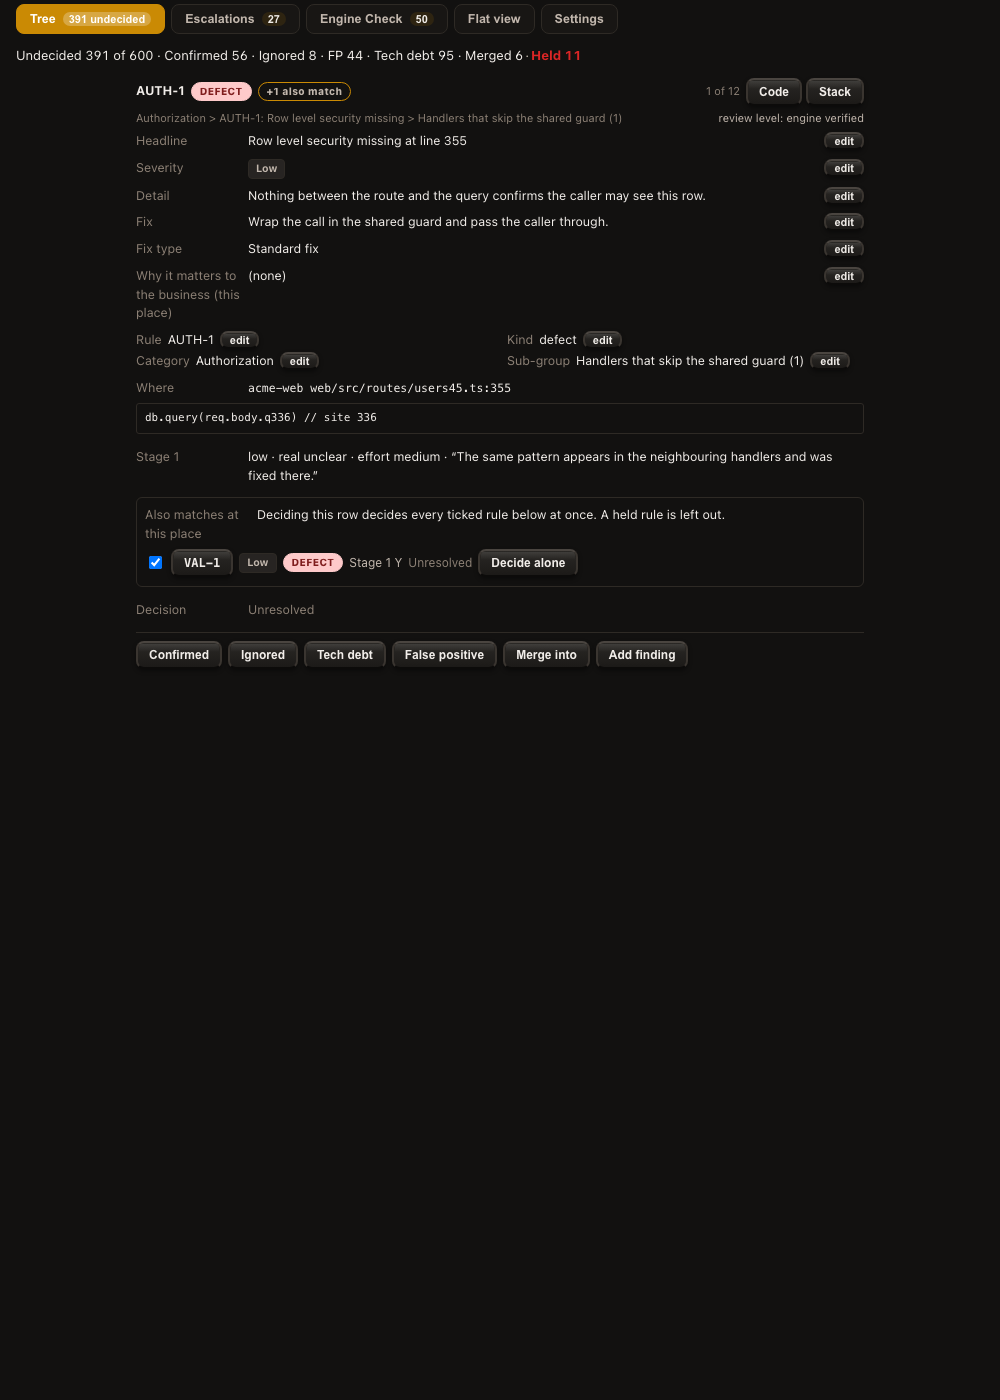 Tree 391 undecided Escalations 27 Engine Check 50 Flat view Settings
Undecided 391 of 600 · Confirmed 56 · Ignored 8 · FP 44 · Tech debt 95 · Merged 6 · Held 11
AUTH-1 DEFECT +1 also match 1 of 12 Code Stack
Authorization > AUTH-1: Row level security missing > Handlers that skip the shared guard (1) review level: engine verified
Headline Row level security missing at line 355 edit
Severity Low edit
Detail Nothing between the route and the query confirms the caller may see this row. edit
Fix Wrap the call in the shared guard and pass the caller through. edit
Fix type Standard fix edit
Why it matters to (none) edit
the business (this
place)
Rule AUTH-1 edit Kind defect edit
Category Authorization edit Sub-group Handlers that skip the shared guard (1) edit
Where acme-web web/src/routes/users45.ts:355
db.query(req.body.q336) // site 336
Stage 1 low · real unclear · effort medium · “The same pattern appears in the neighbouring handlers and was
fixed there.”
Also matches at Deciding this row decides every ticked rule below at once. A held rule is left out.
this place
VAL-1 Low DEFECT Stage 1 Y Unresolved Decide alone
Decision Unresolved
Confirmed Ignored Tech debt False positive Merge into Add finding